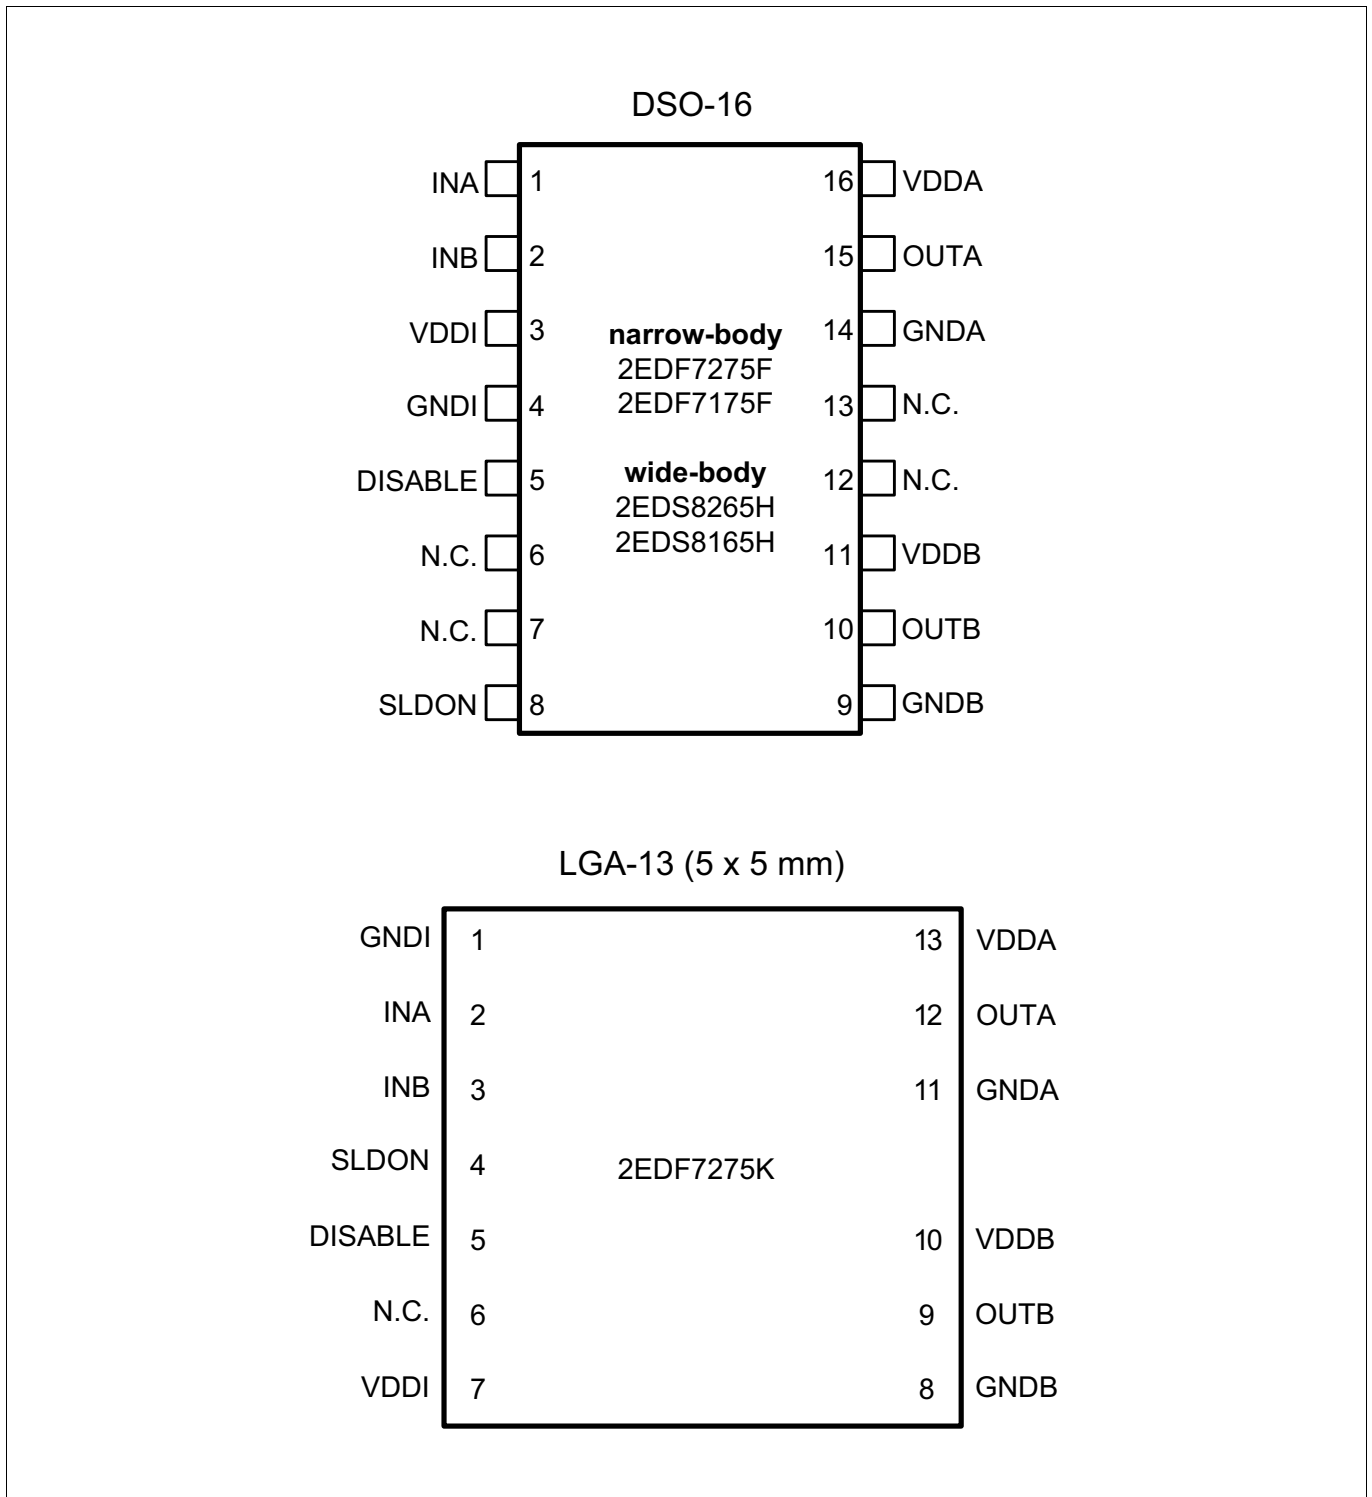 DSO-16
INA 1 16 VDDA
INB 2 15 OUTA
VDDI 3 narrow-body 14 GNDA
2EDF7275F
GNDI 4 2EDF7175F 13 N.C.
DISABLE 5 wide-body 12 N.C.
2EDS8265H
N.C. 6 2EDS8165H 11 VDDB
N.C. 7 10 OUTB
SLDON 8 9 GNDB
LGA-13 (5 x 5 mm)
GNDI 1 13 VDDA
INA 2 12 OUTA
INB 3 11 GNDA
SLDON 4 2EDF7275K
DISABLE 5 10 VDDB
N.C. 6 9 OUTB
VDDI 7 8 GNDB